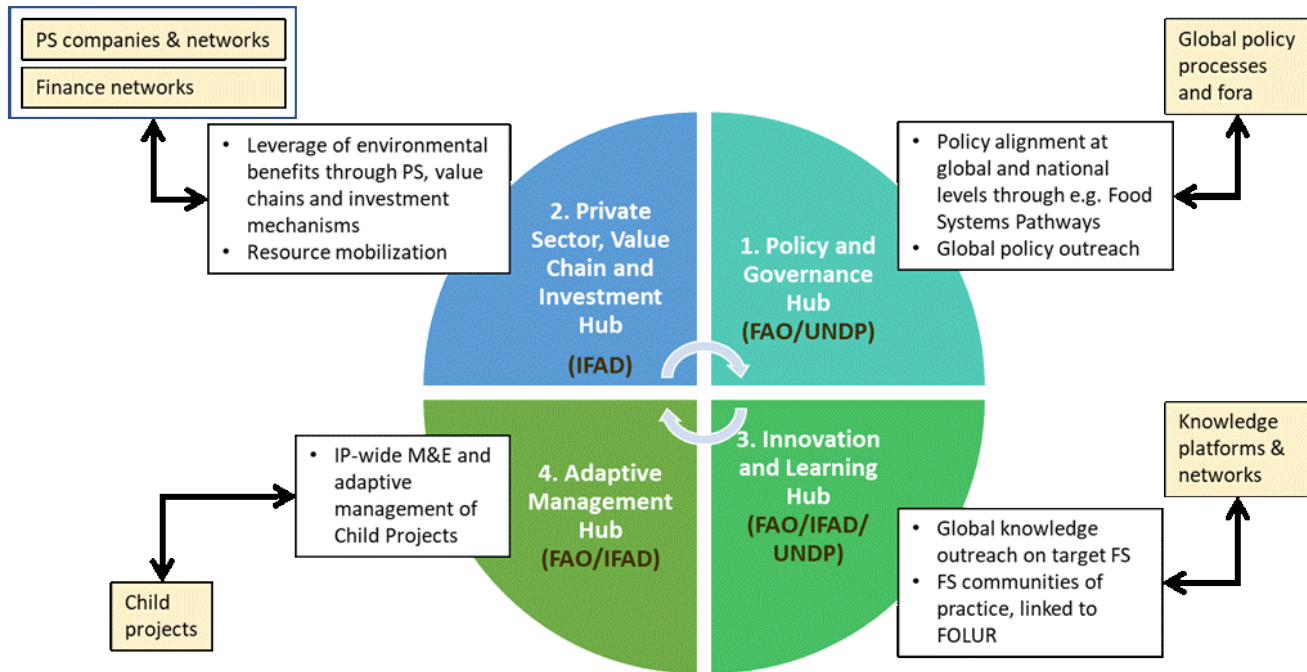 PS companies & networks
Finance networks
Global policy
processes
and fora
• Leverage of environmental
benefits through PS, value
chains and investment
mechanisms
• Resource mobilization
• Policy alignment at
global and national
levels through e.g. Food
Systems Pathways
• Global policy outreach
2. Private
Sector, Value
Chain and
Investment
Hub
(IFAD)
1. Policy and
Governance
Hub
(FAO/UNDP)
4. Adaptive
Management
Hub
(FAO/IFAD)
3. Innovation
and Learning
Hub
(FAO/IFAD/
UNDP)
• IP-wide M&E and
adaptive
management of
Child Projects
Child
projects
Knowledge
platforms &
networks
• Global knowledge
outreach on target FS
• FS communities of
practice, linked to
FOLUR